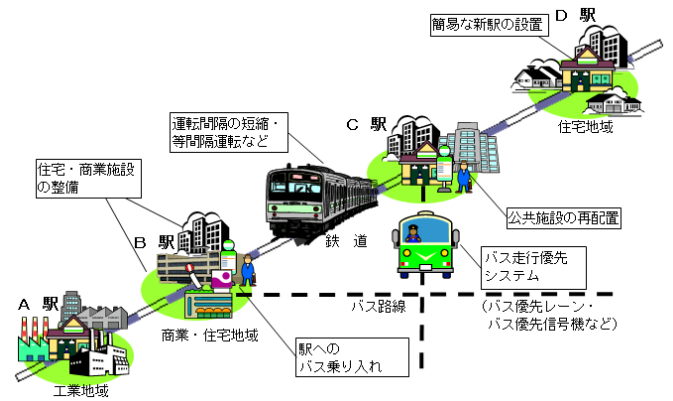 D 駅
簡易な新駅の設置
住宅地域
C 駅
運転間隔の短縮・
等間隔運転など
公共施設の再配置
住宅・商業施設
の整備
鉄 道
B 駅
バス走行優先
システム
バス路線
(バス優先レーン・
バス優先信号機など)
A 駅
商業・住宅地域
駅への
バス乗り入れ
工業地域